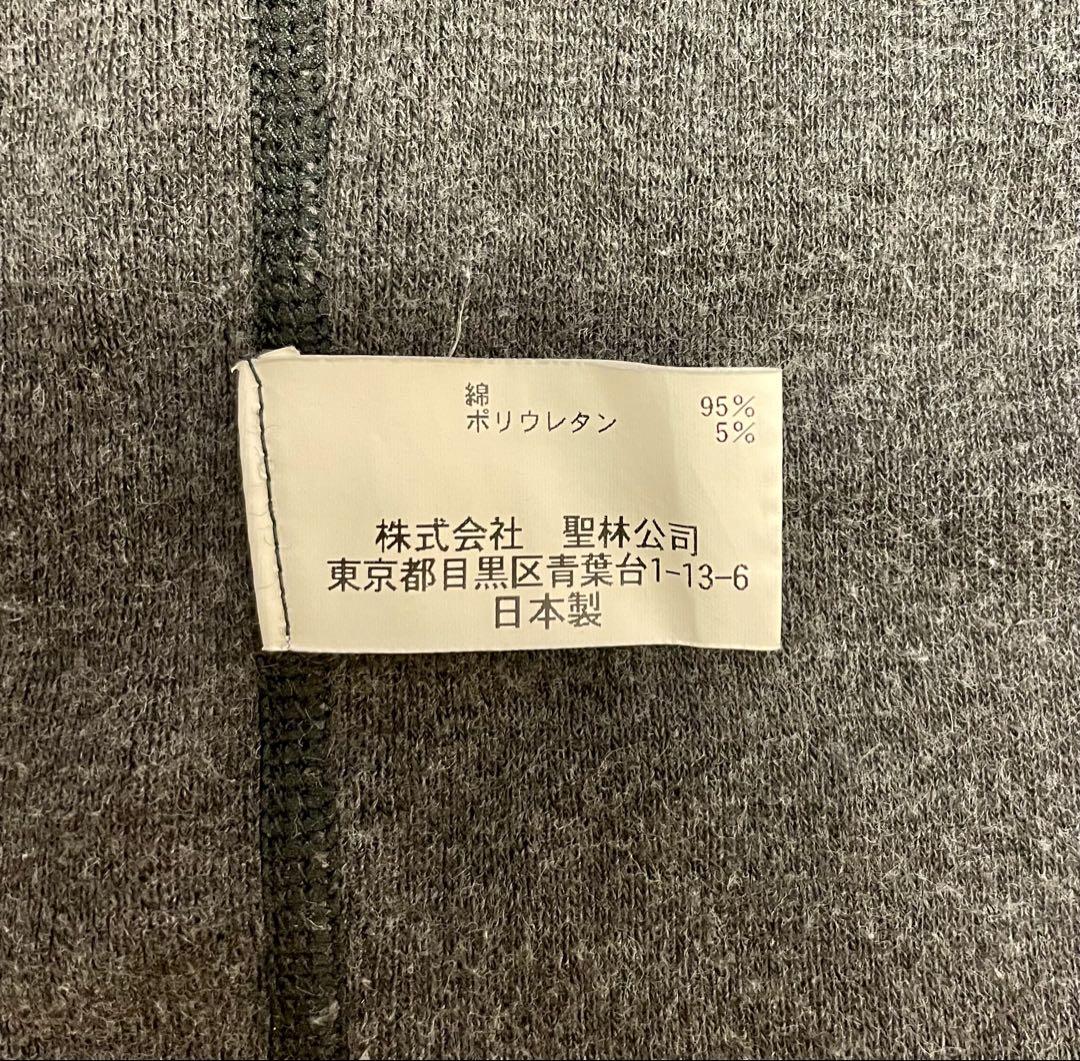 綿 95%
ポリウレタン 5%
株式会社 聖林公司
東京都目黒区青葉台1-13-6
日本製